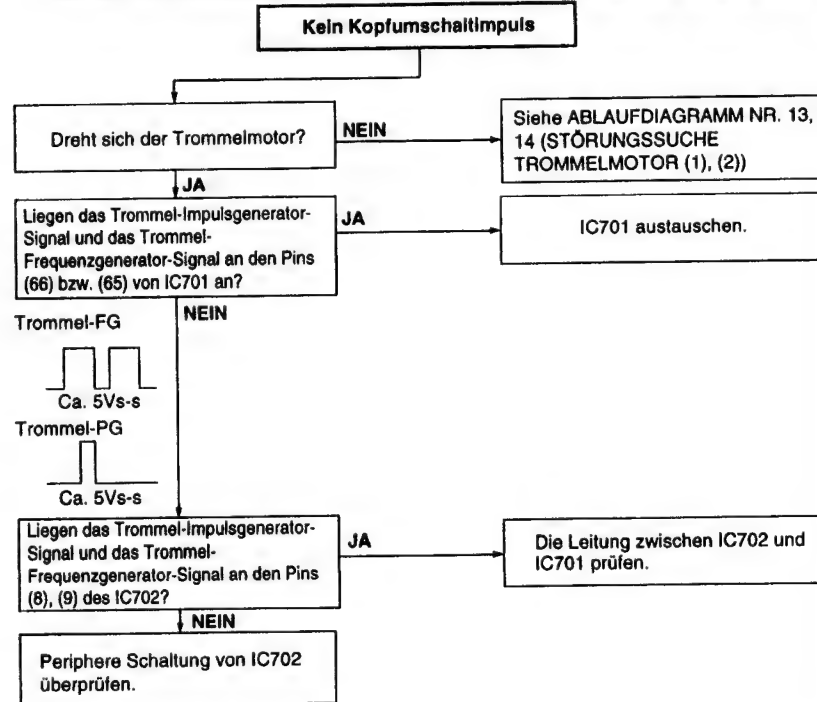 Kein Kopfumschaltimpuls
Dreht sich der Trommelmotor?
NEIN
Siehe ABLAUFDIAGRAMM NR. 13,
14 (STÖRUNGSSUCHE
TROMMELMOTOR (1), (2))
JA
Liegen das Trommel-Impulsgenerator-
Signal und das Trommel-
Frequenzgenerator-Signal an den Pins
(66) bzw. (65) von IC701 an?
JA
IC701 austauschen.
NEIN
Trommel-FG
Ca. 5Vs-s
Trommel-PG
Ca. 5Vs-s
Liegen das Trommel-Impulsgenerator-
Signal und das Trommel-
Frequenzgenerator-Signal an den Pins
(8), (9) des IC702?
JA
Die Leitung zwischen IC702 und
IC701 prüfen.
NEIN
Periphere Schaltung von IC702
überprüfen.